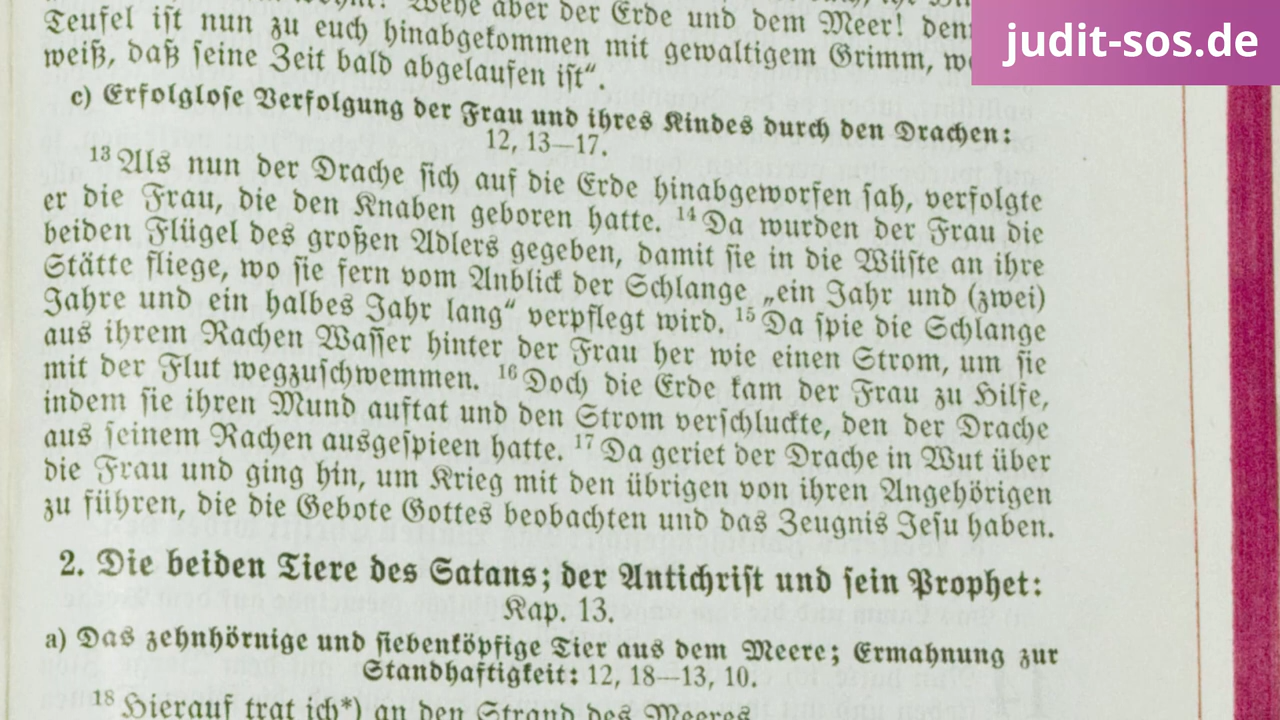 aber der Erde und dem Meer!
judit-sos.de
Teufel ist nun zu euch hinabgekommen mit gewaltigem Grimm,
weiß, daß seine Zeit bald abgelaufen ist“
c) Erfolglose Verfolgung der Frau und ihres Kindes durch den Drachen:
12, 13—17.
13 Als nun der Drache sich auf die Erde hinabgeworfen sah, verfolgte
er die Frau, die den Knaben geboren hatte. 14 Da wurden der Frau die
beiden Flügel des großen Adlers gegeben, damit sie in die Wüste an ihre
Stätte fliege, wo sie fern vom Anblick der Schlange „ein Jahr und (zwei)
Jahre und ein halbes Jahr lang“ verpflegt wird. 15 Da spie die Schlange
aus ihrem Rachen Wasser hinter der Frau her wie einen Strom, um sie
mit der Flut wegzuschwemmen. 16 Doch die Erde kam der Frau zu Hilfe,
indem sie ihren Mund auftat und den Strom verschluckte, den der Drache
aus seinem Rachen ausgespieen hatte. 17 Da geriet der Drache in Wut über
die Frau und ging hin, um Krieg mit den übrigen von ihren Angehörigen
zu führen, die die Gebote Gottes beobachten und das Zeugnis Jesu haben.
2. Die beiden Tiere des Satans; der Antichrist und sein Prophet:
Kap. 13.
a) Das zehnhörnige und siebenköpfige Tier aus dem Meere; Ermahnung zur
Standhaftigkeit: 12, 18—13, 10.
18 Hierauf trat ich*) an den Strand des Meeres